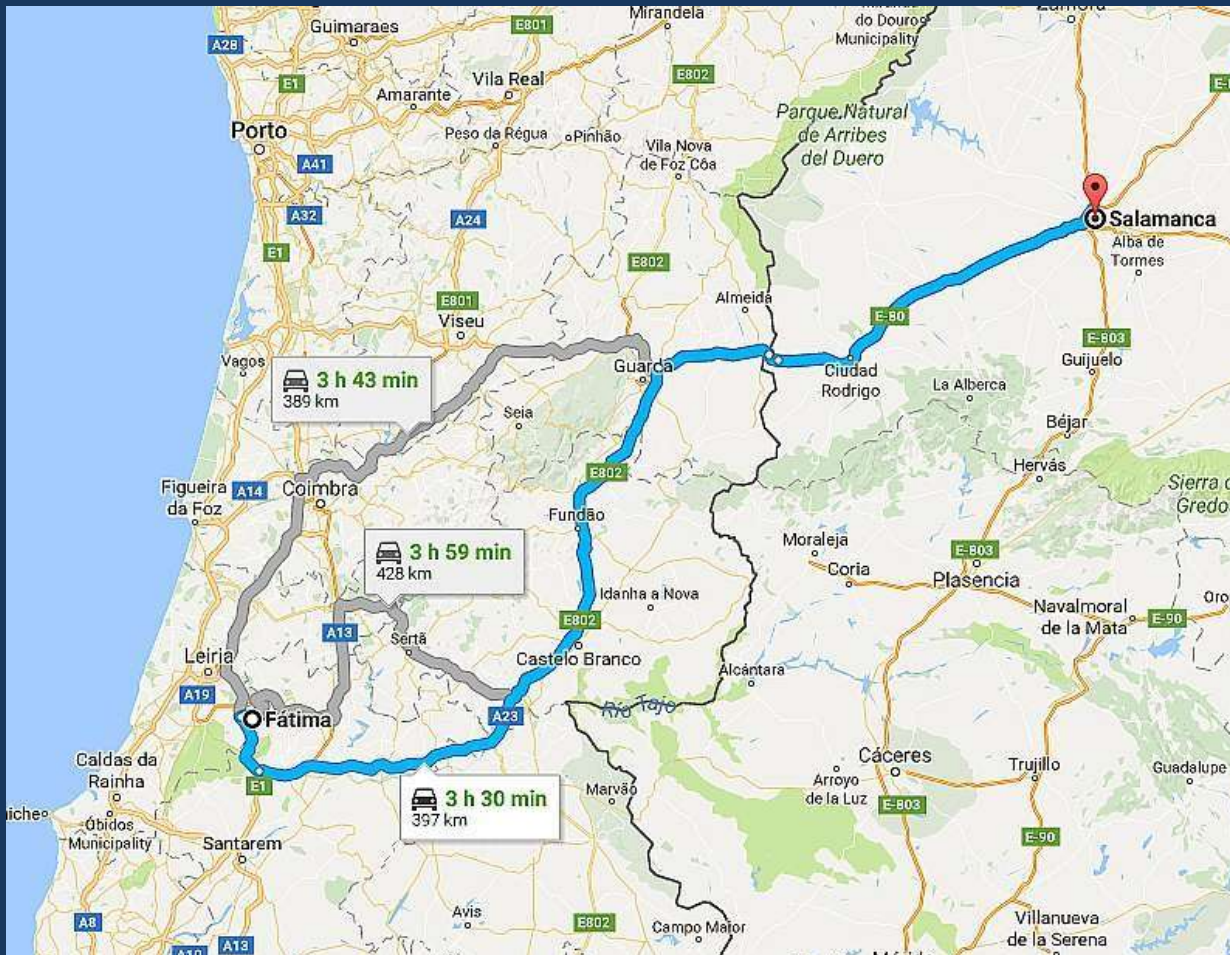 Mirandela
do Douro
Municipality
Zamora
E801
Guimaraes
A28
E802
E1
Vila Real
Amarante
Parque Natural
de Arribes
del Duero
Porto
Peso da Régua
Pinhão
Vila Nova
de Foz Côa
A41
A32
A24
Salamanca
Alba de
Tormes
E1
E802
Almeida
E801
Viseu
E-80
E-803
Guijuelo
Vagos
3 h 43 min
389 km
Guarda
Ciudad
Rodrigo
La Alberca
Seia
Béjar
Hervás
E802
Figueira
da Foz
A14
Coimbra
Fundão
3 h 59 min
428 km
Moraleja
Coria
E-803
Plasencia
Idanha a Nova
Navalmoral
de la Mata
E-90
E802
A13
Sertã
Castelo Branco
Leiria
Alcántara
A19
Río Tajo
A23
Fátima
Caldas da
Rainha
E1
Cáceres
Trujillo
Guadalupe
3 h 30 min
397 km
Marvão
Arroyo
de la Luz
E-803
Óbidos
Municipality
Santarem
E-90
A8
Avis
E802
Campo Maior
Villanueva
de la Serena
A13